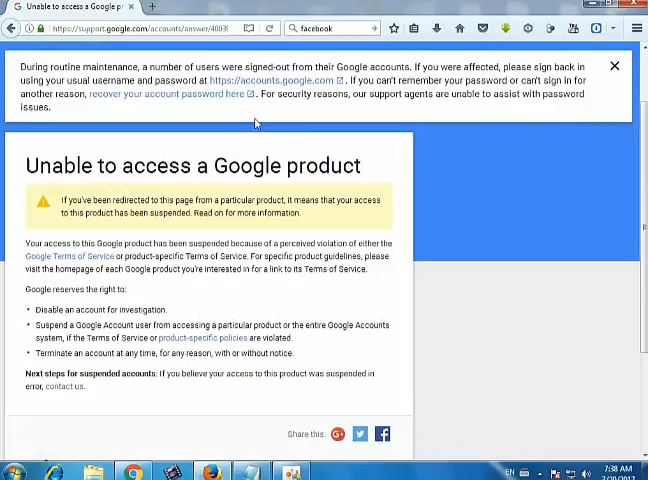 Unable to access a Google pr
https://support.google.com/accounts/answer/4003
facebook
During routine maintenance, a number of users were signed-out from their Google accounts. If you were affected, please sign back in
using your usual username and password at https://accounts.google.com. If you can't remember your password or can't sign in for
another reason, recover your account password here. For security reasons, our support agents are unable to assist with password
issues.
Unable to access a Google product
If you've been redirected to this page from a particular product, it means that your access
to this product has been suspended. Read on for more information.
Your access to this Google product has been suspended because of a perceived violation of either the
Google Terms of Service or product-specific Terms of Service. For specific product guidelines, please
visit the homepage of each Google product you're interested in for a link to its Terms of Service.
Google reserves the right to:
• Disable an account for investigation.
• Suspend a Google Account user from accessing a particular product or the entire Google Accounts
system, if the Terms of Service or product-specific policies are violated.
• Terminate an account at any time, for any reason, with or without notice.
Next steps for suspended accounts: If you believe your access to this product was suspended in
error, contact us.
Share this:
EN
7:38 AM